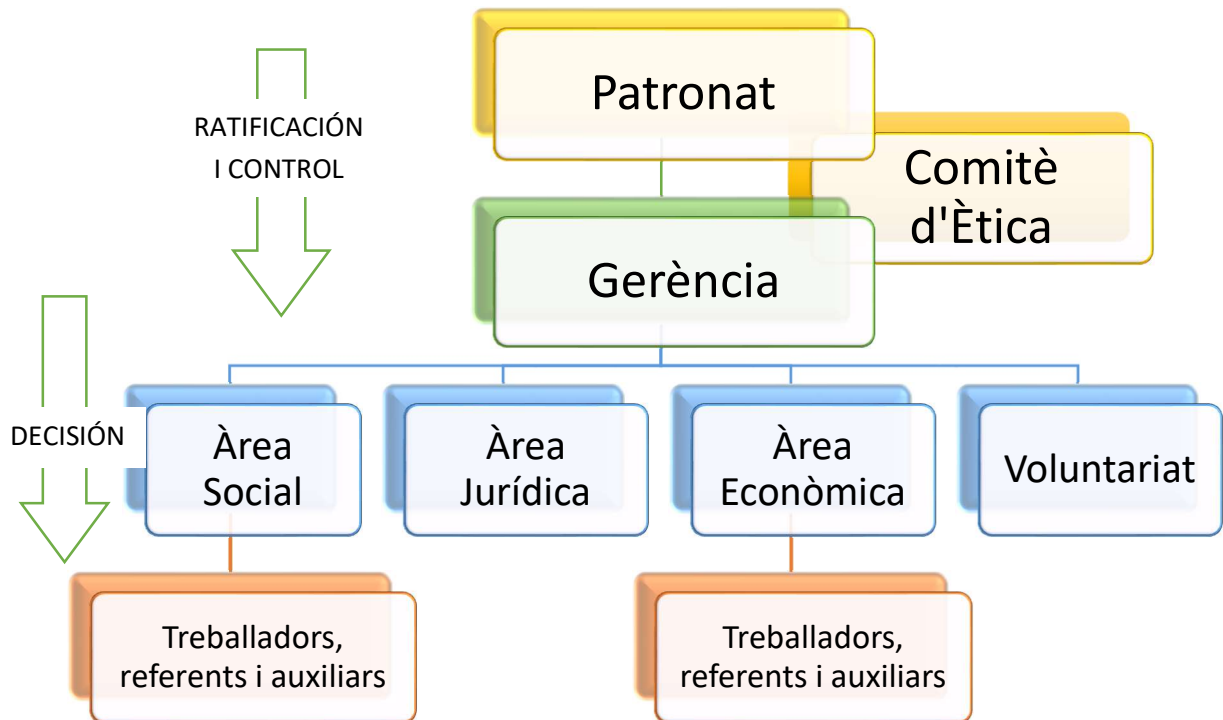 Patronat
RATIFICACIÓN
I CONTROL
Comitè
d'Ètica
Gerència
DECISIÓN
Àrea
Social
Àrea
Jurídica
Àrea
Econòmica
Voluntariat
Treballadors,
referents i auxiliars
Treballadors,
referents i auxiliars